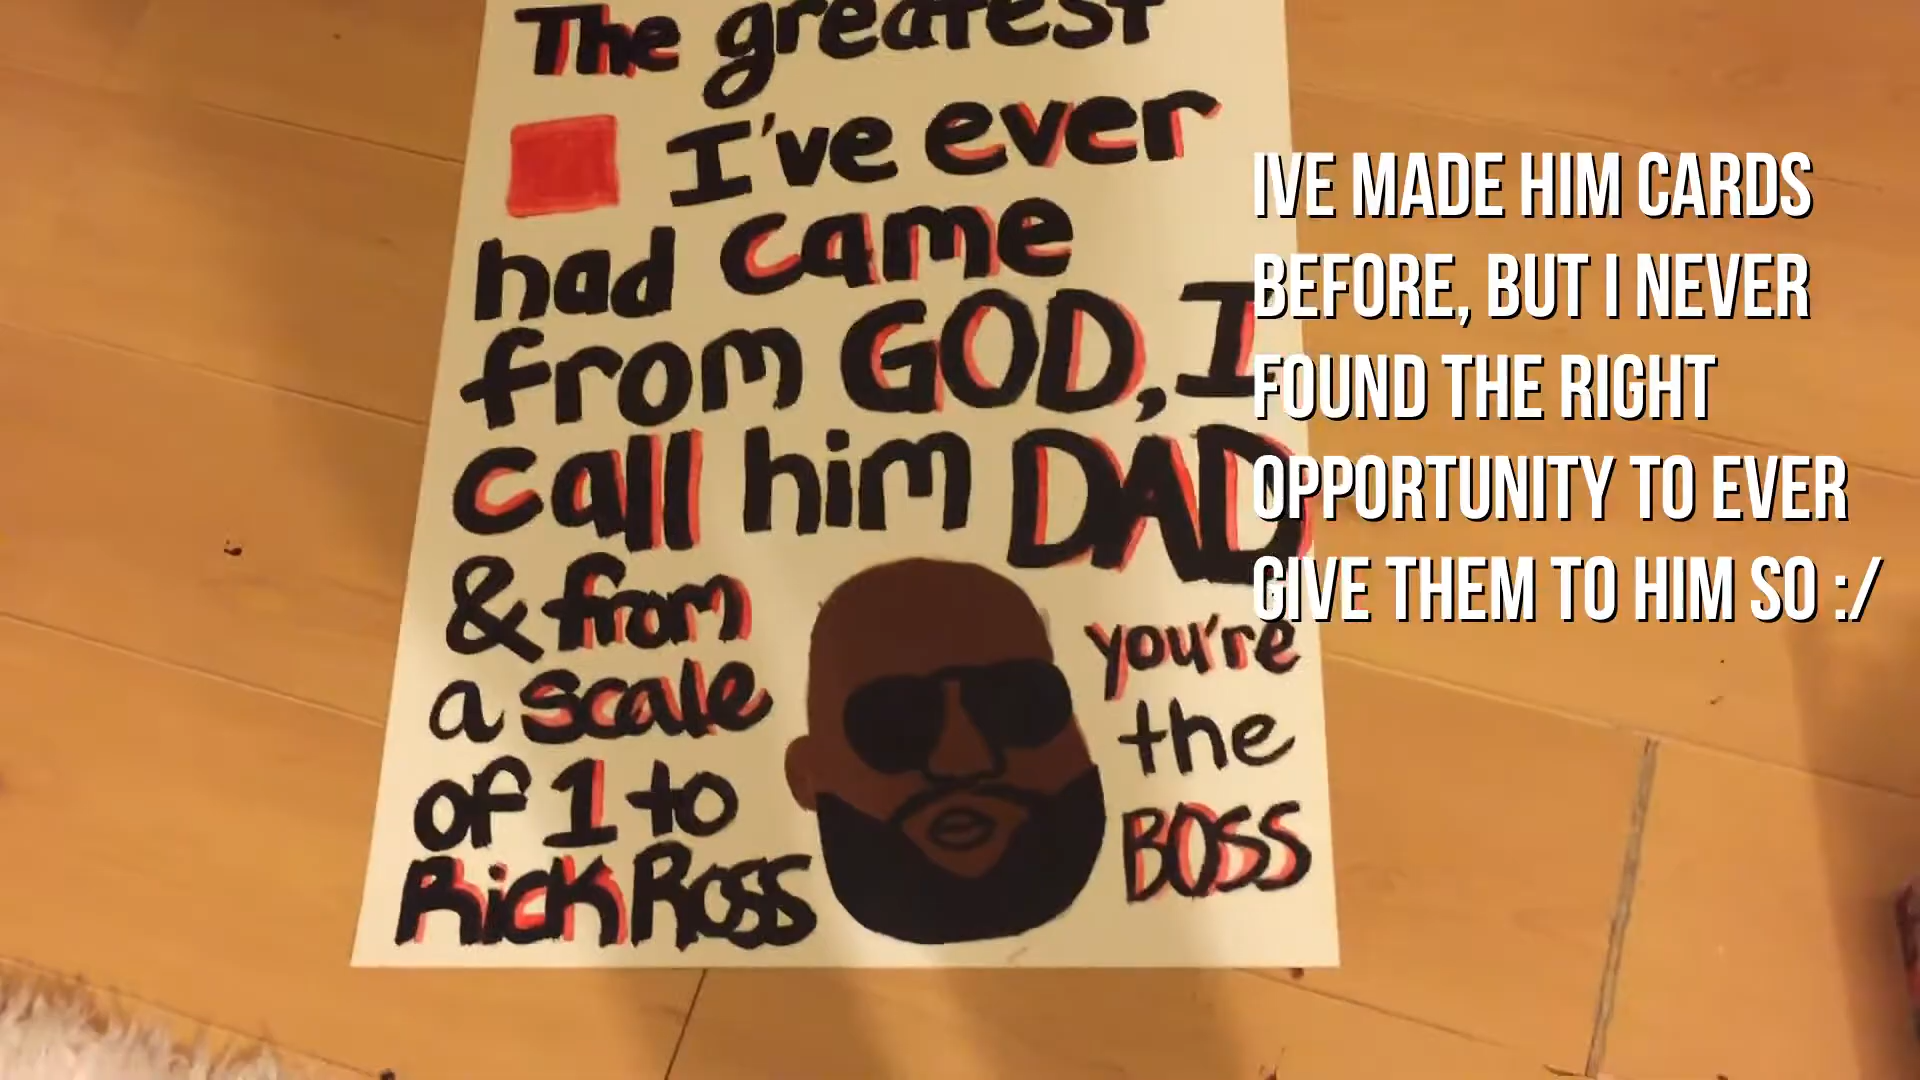 The greatest
I've ever
had came
from GOD, I
call him DAD
& from
a scale
of 1 to
Rick Ross
you're
the
BOSS
IVE MADE HIM CARDS
BEFORE, BUT I NEVER
FOUND THE RIGHT
OPPORTUNITY TO EVER
GIVE THEM TO HIM SO :/